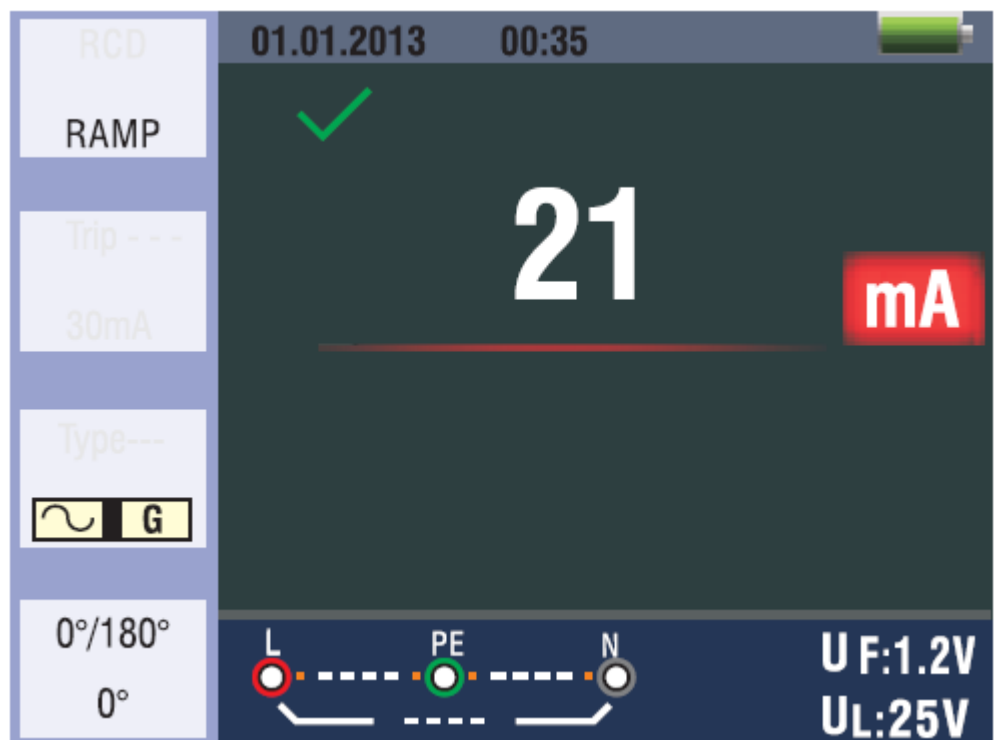 RCD
RAMP
Trip - - -
30mA
Type---
G
0°/180°
0°
01.01.2013 00:35
21
mA
L PE N
U F:1.2V
UL:25V